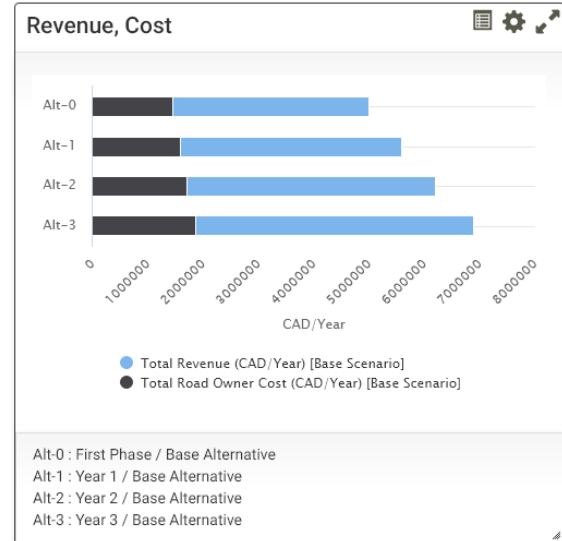 Revenue, Cost
Alt-0
Alt-1
Alt-2
Alt-3
0
1000000
2000000
3000000
4000000
5000000
6000000
7000000
8000000
CAD/Year
Total Revenue (CAD/Year) [Base Scenario]
Total Road Owner Cost (CAD/Year) [Base Scenario]
Alt-0 : First Phase / Base Alternative
Alt-1 : Year 1 / Base Alternative
Alt-2 : Year 2 / Base Alternative
Alt-3 : Year 3 / Base Alternative